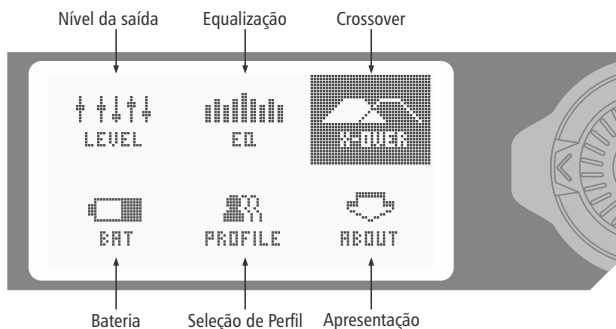 Nível da saída Equalização Crossover
LEVEL EQ X-OVER
BAT PROFILE ABOUT
Bateria Seleção de Perfil Apresentação